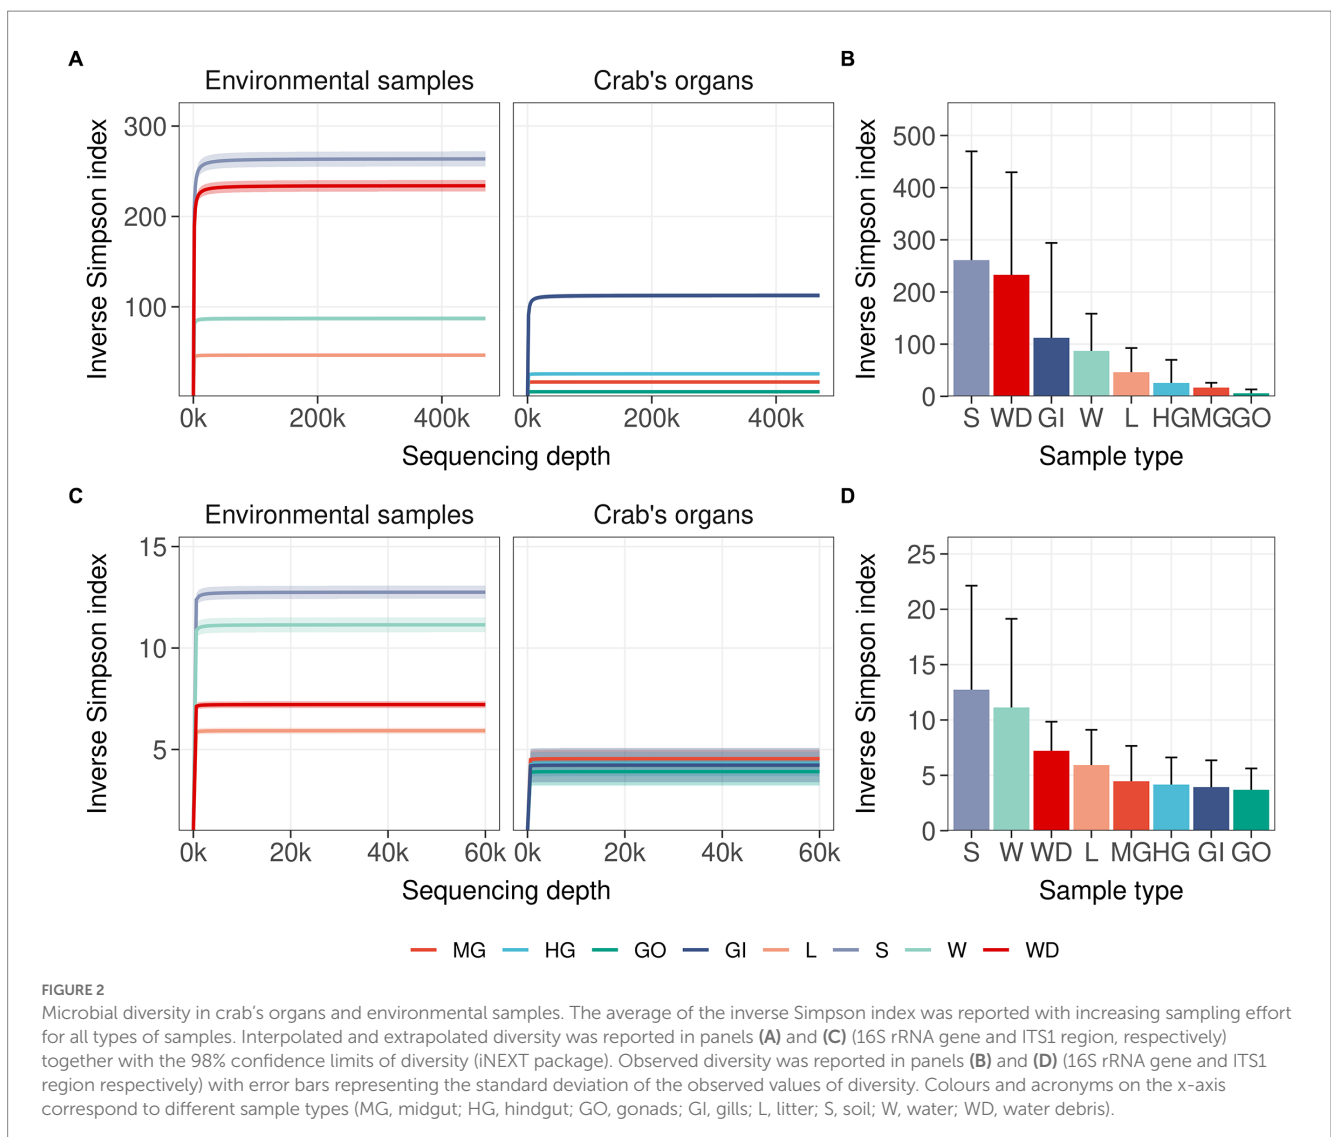 A
Environmental samples
Crab's organs
Inverse Simpson index
300
200
100
0k
200k
400k
0k
200k
400k
Sequencing depth
B
Inverse Simpson index
500
400
300
200
100
0
S
WD
GI
W
L
HG
MG
GO
Sample type
C
Environmental samples
Crab's organs
Inverse Simpson index
15
10
5
0k
20k
40k
60k
0k
20k
40k
60k
Sequencing depth
D
Inverse Simpson index
25
20
15
10
5
0
S
W
WD
L
MG
HG
GI
GO
Sample type
MG HG GO GI L S W WD
FIGURE 2
Microbial diversity in crab’s organs and environmental samples. The average of the inverse Simpson index was reported with increasing sampling effort
for all types of samples. Interpolated and extrapolated diversity was reported in panels (A) and (C) (16S rRNA gene and ITS1 region, respectively)
together with the 98% confidence limits of diversity (iNEXT package). Observed diversity was reported in panels (B) and (D) (16S rRNA gene and ITS1
region respectively) with error bars representing the standard deviation of the observed values of diversity. Colours and acronyms on the x-axis
correspond to different sample types (MG, midgut; HG, hindgut; GO, gonads; GI, gills; L, litter; S, soil; W, water; WD, water debris).